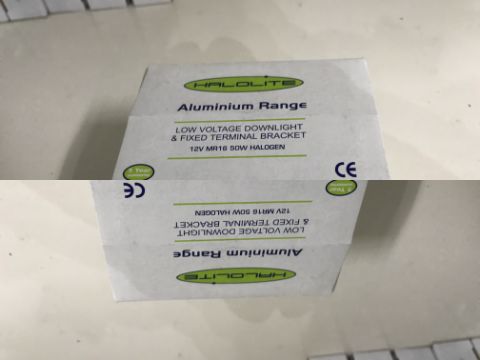 HALOLITE
Aluminium Range
LOW VOLTAGE DOWNLIGHT
& FIXED TERMINAL BRACKET
12V MR16 50W HALOGEN
CE
CE
12V MR16 50W HALOGEN
& FIXED TERMINAL BRACKET
LOW VOLTAGE DOWNLIGHT
Aluminium Range
HALOLITE